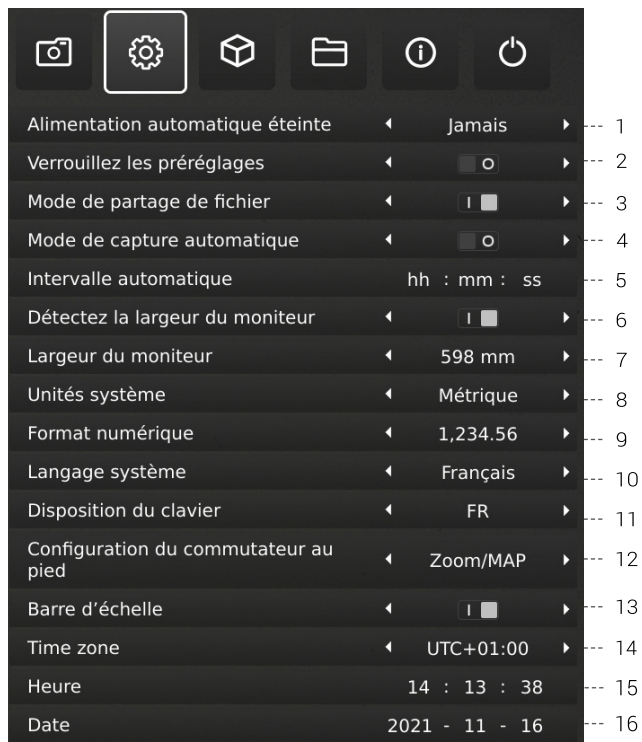 Alimentation automatique éteinte Jamais --- 1
Verrouillez les préréglages O --- 2
Mode de partage de fichier I --- 3
Mode de capture automatique O --- 4
Intervalle automatique hh : mm : ss --- 5
Détectez la largeur du moniteur I --- 6
Largeur du moniteur 598 mm --- 7
Unités système Métrique --- 8
Format numérique 1,234.56 --- 9
Langage système Français --- 10
Disposition du clavier FR --- 11
Configuration du commutateur au
pied Zoom/MAP --- 12
Barre d’échelle I --- 13
Time zone UTC+01:00 --- 14
Heure 14 : 13 : 38 --- 15
Date 2021 - 11 - 16 --- 16